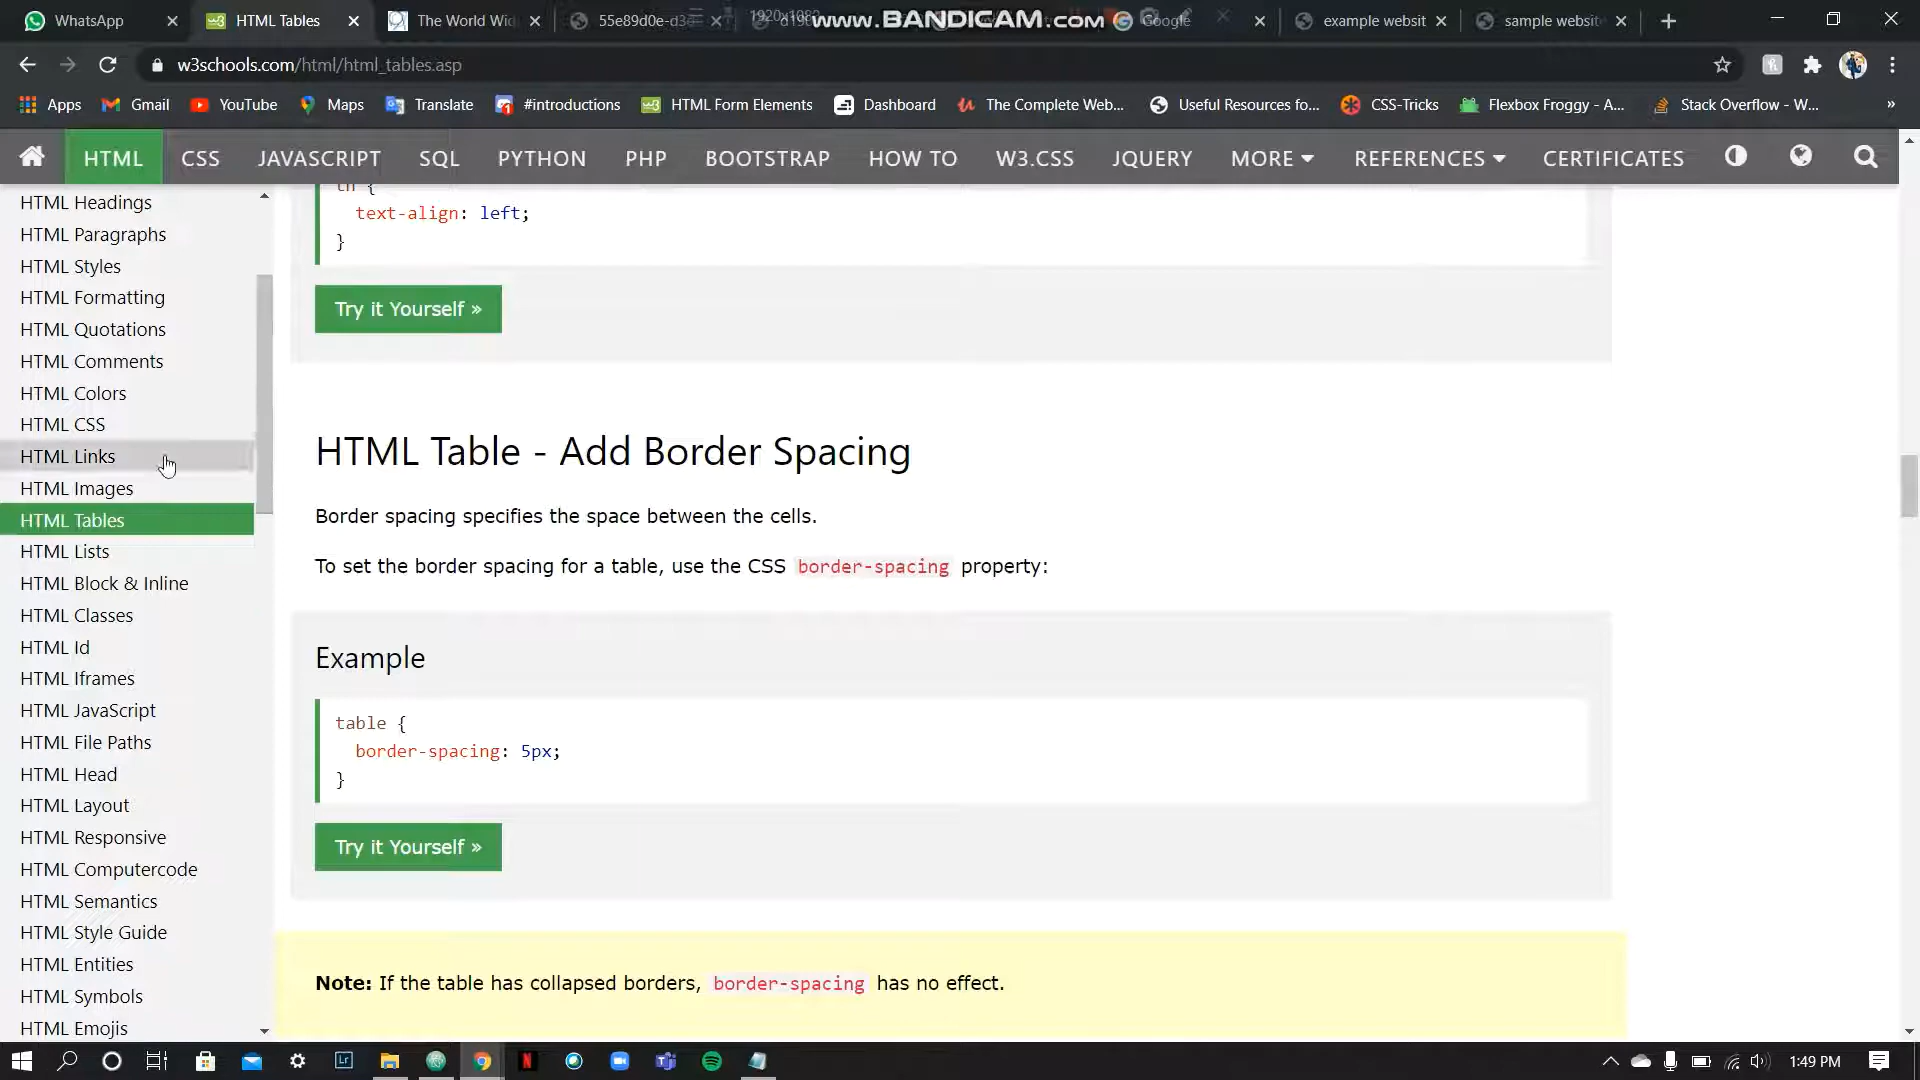 WhatsApp
HTML Tables
The World Wid
55e89d0e-d3
1920x1080
www.BANDICAM.com
Google
example websit
sample website
w3schools.com/html/html_tables.asp
Apps
Gmail
YouTube
Maps
Translate
#introductions
HTML Form Elements
Dashboard
The Complete Web...
Useful Resources fo...
CSS-Tricks
Flexbox Froggy - A...
Stack Overflow - W...
»
HTML
CSS
JAVASCRIPT
SQL
PYTHON
PHP
BOOTSTRAP
HOW TO
W3.CSS
JQUERY
MORE
REFERENCES
CERTIFICATES
HTML Headings
HTML Paragraphs
HTML Styles
HTML Formatting
HTML Quotations
HTML Comments
HTML Colors
HTML CSS
HTML Links
HTML Images
HTML Tables
HTML Lists
HTML Block & Inline
HTML Classes
HTML Id
HTML Iframes
HTML JavaScript
HTML File Paths
HTML Head
HTML Layout
HTML Responsive
HTML Computercode
HTML Semantics
HTML Style Guide
HTML Entities
HTML Symbols
HTML Emojis
th {
text-align: left;
}
Try it Yourself »
HTML Table - Add Border Spacing
Border spacing specifies the space between the cells.
To set the border spacing for a table, use the CSS border-spacing property:
Example
table {
border-spacing: 5px;
}
Try it Yourself »
Note: If the table has collapsed borders, border-spacing has no effect.
1:49 PM